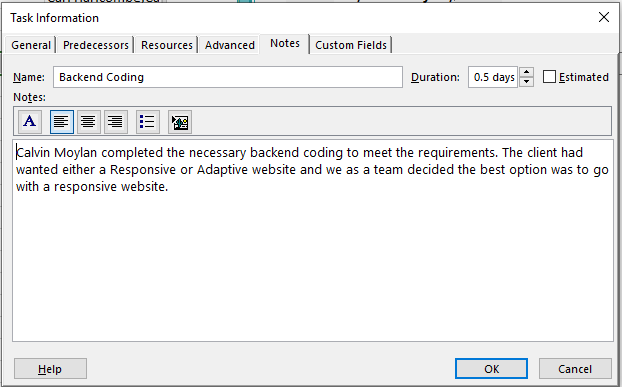 Task Information
General Predecessors Resources Advanced Notes Custom Fields
Name: Backend Coding Duration: 0.5 days Estimated
Notes:
A
Calvin Moylan completed the necessary backend coding to meet the requirements. The client had
wanted either a Responsive or Adaptive website and we as a team decided the best option was to go
with a responsive website.
Help OK Cancel